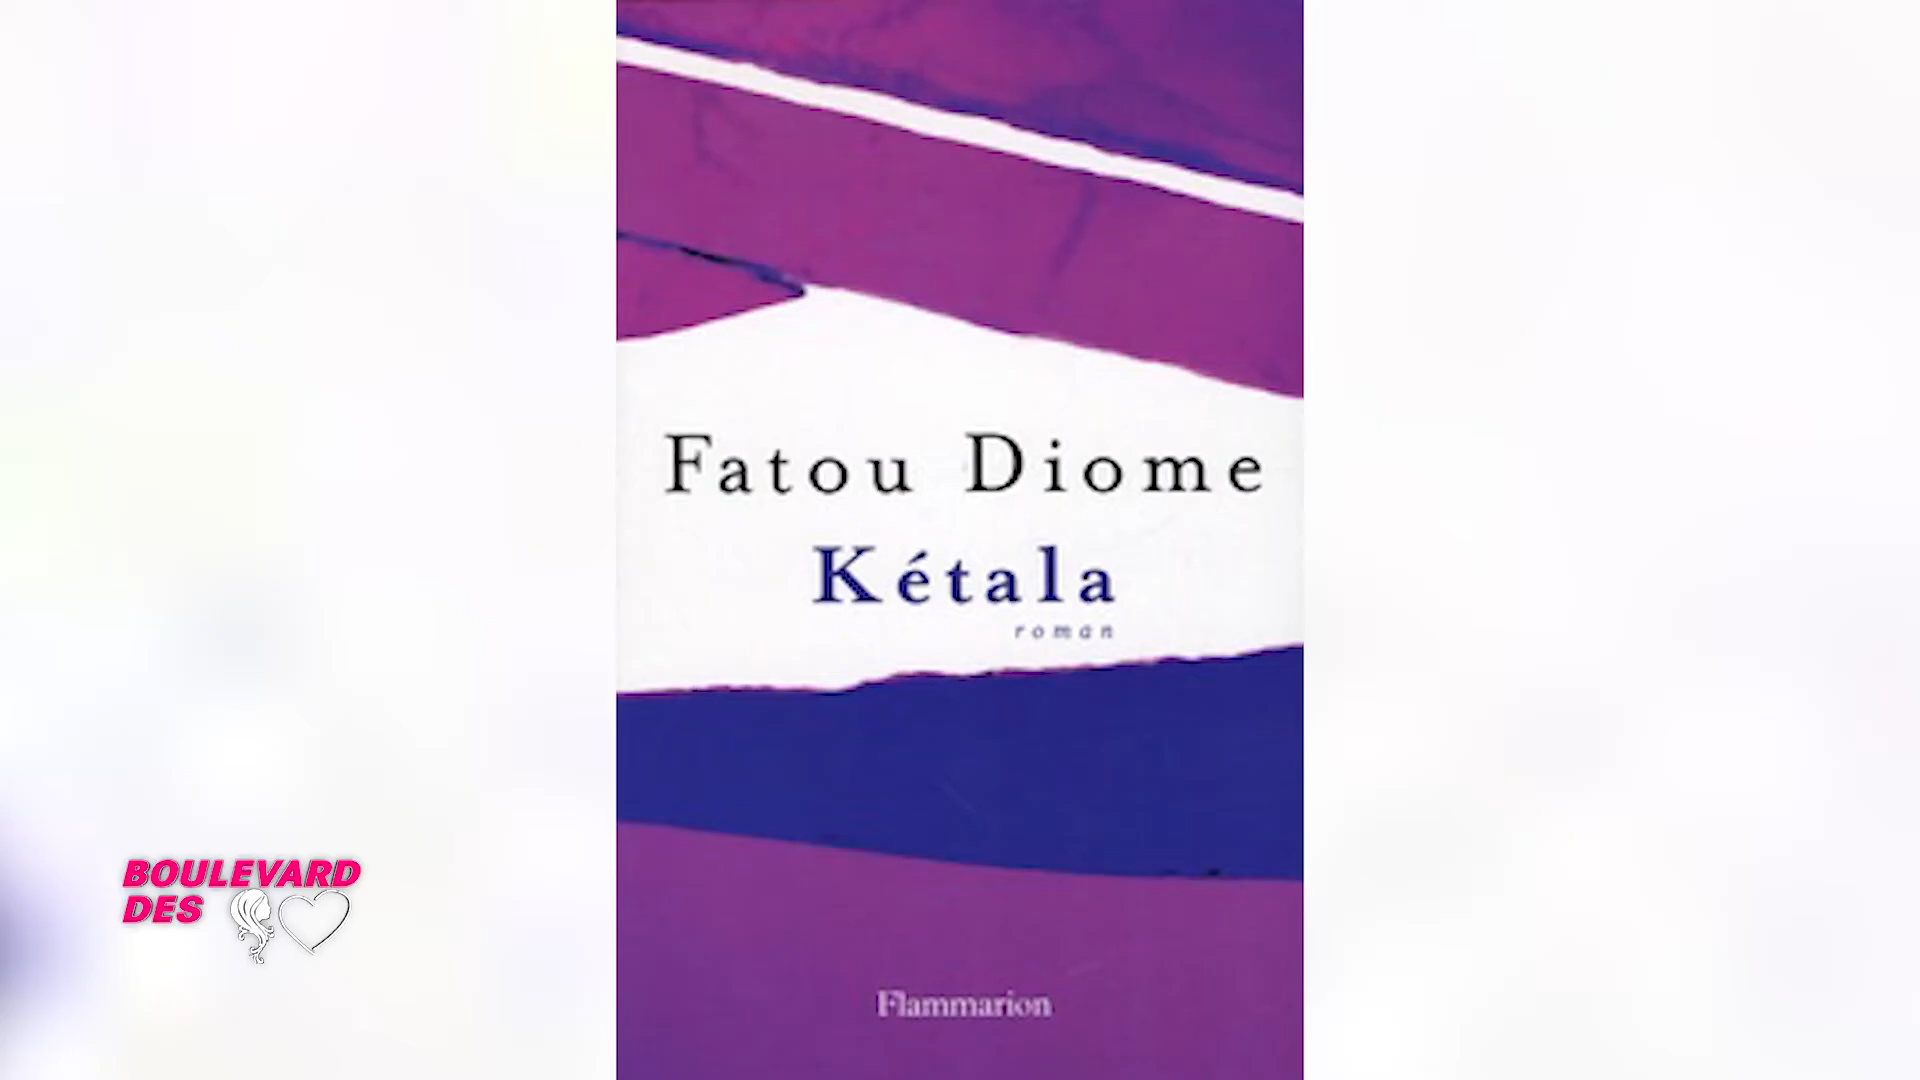 Fatou Diome
Kétala
roman
Flammarion
BOULEVARD
DES